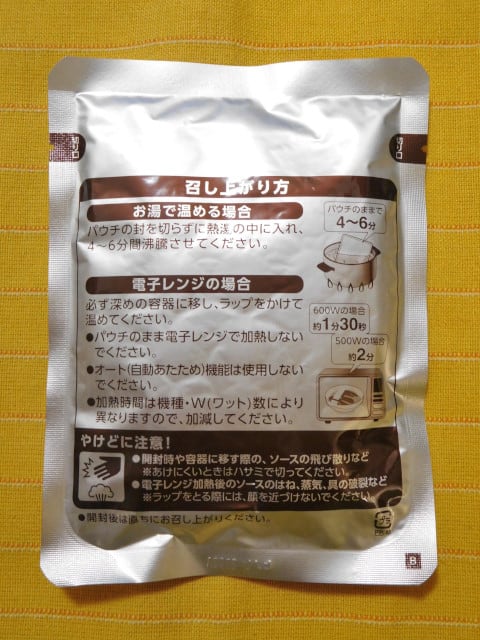 切り口
切り口
召し上がり方
お湯で温める場合
パウチの封を切らずに熱湯の中に入れ、
4〜6分間沸騰させてください。
パウチのままで
4〜6分
電子レンジの場合
必ず深めの容器に移し、ラップをかけて
温めてください。
●パウチのまま電子レンジで加熱しない
でください。
●オート(自動あたため)機能は使用しない
でください。
●加熱時間は機種・W(ワット)数により
異なりますので、加減してください。
600Wの場合
約1分30秒
500Wの場合
約2分
やけどに注意!
●開封時や容器に移す際の、ソースの飛び散りなど
※あけにくいときはハサミで切ってください。
●電子レンジ加熱後のソースのはね、蒸気、具の破裂など
※ラップをとる際には、顔を近づけないでください。
●開封後は直ちにお召し上がりください。
プラ
B